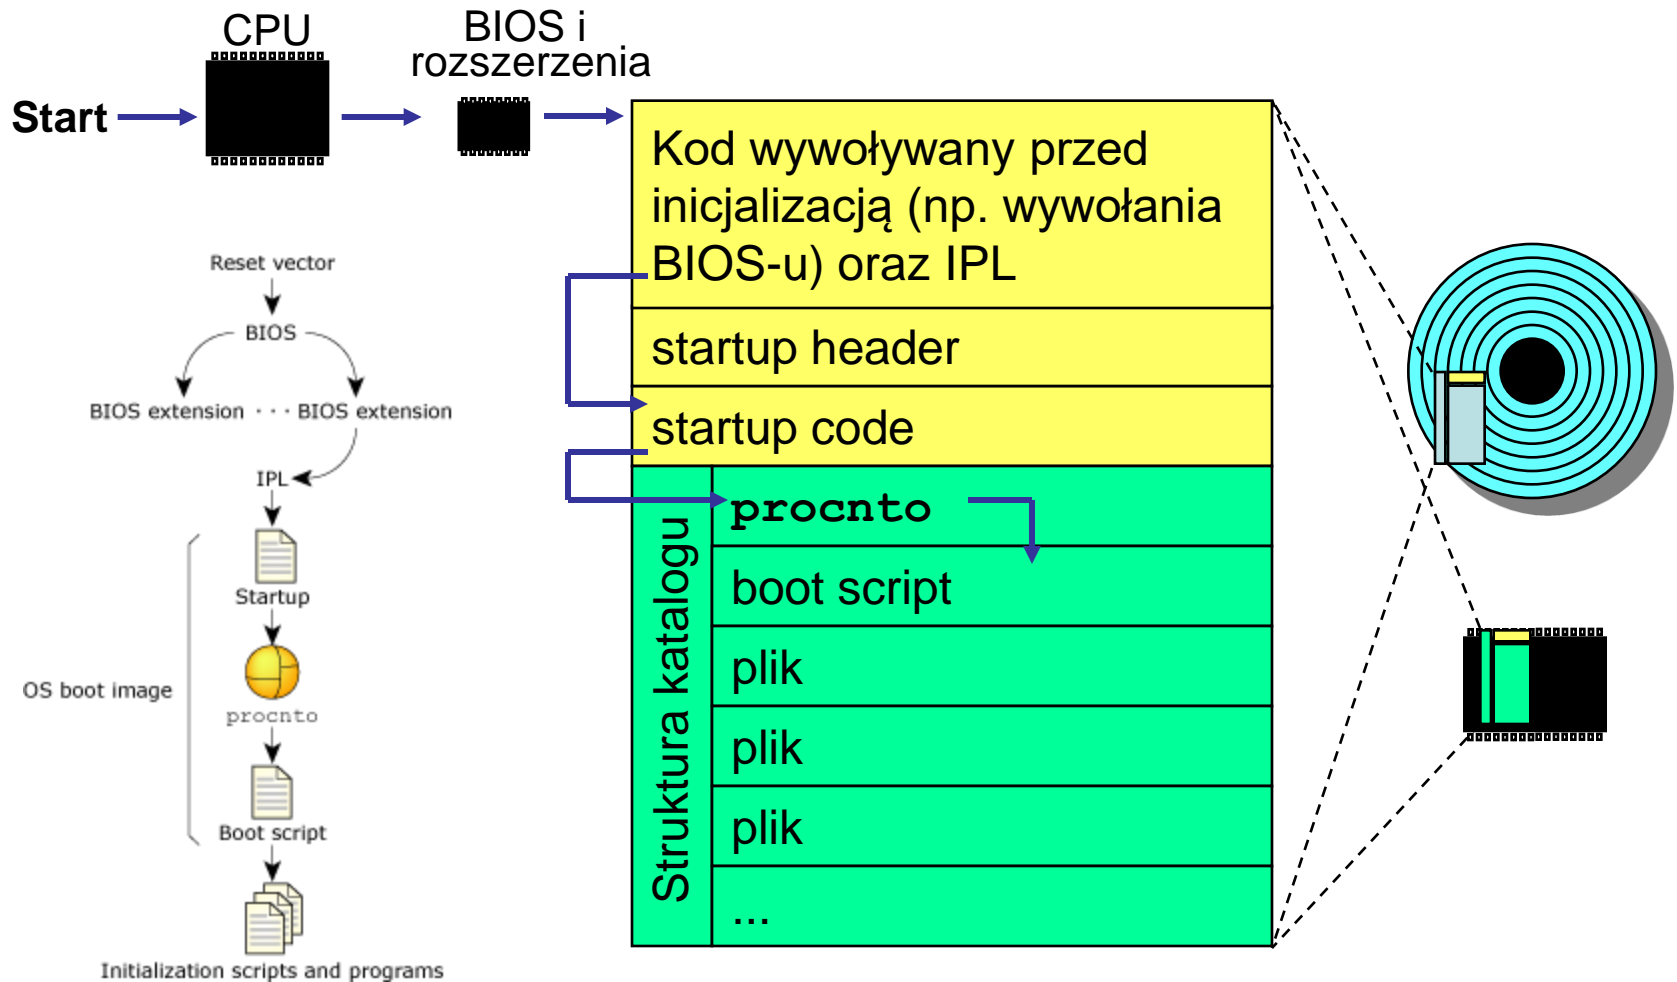 CPU
BIOS i
rozszerzenia
Start
Kod wywoływany przed
inicjalizacją (np. wywołania
BIOS-u) oraz IPL
startup header
startup code
Struktura katalogu
procnto
boot script
plik
plik
plik
...
Reset vector
BIOS
BIOS extension · · · BIOS extension
IPL
Startup
OS boot image
procnto
Boot script
Initialization scripts and programs